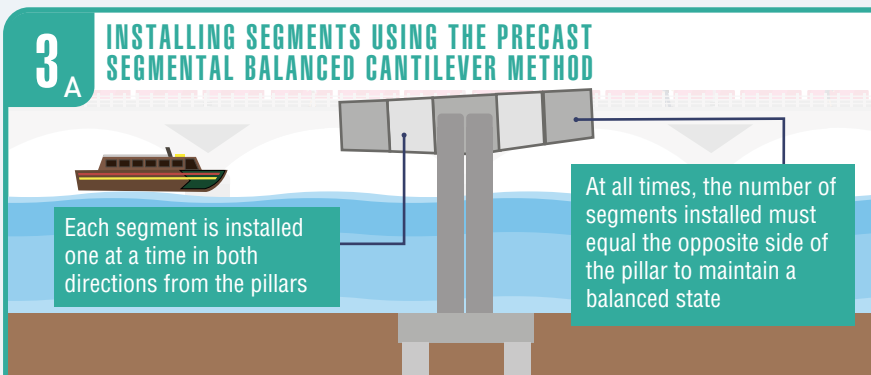 3A
INSTALLING SEGMENTS USING THE PRECAST
SEGMENTAL BALANCED CANTILEVER METHOD
Each segment is installed
one at a time in both
directions from the pillars
At all times, the number of
segments installed must
equal the opposite side of
the pillar to maintain a
balanced state